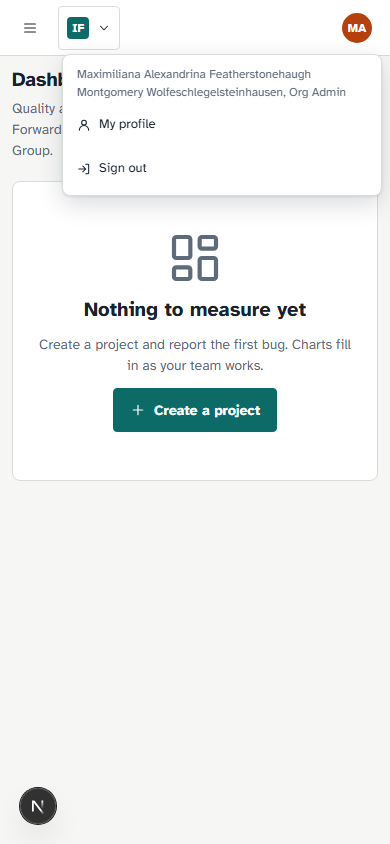 IF
MA
Maximiliana Alexandrina Featherstonehaugh
Montgomery Wolfeschlegelsteinhausen, Org Admin
My profile
Sign out
Quality
Forward
Group.
Nothing to measure yet
Create a project and report the first bug. Charts fill
in as your team works.
Create a project
N